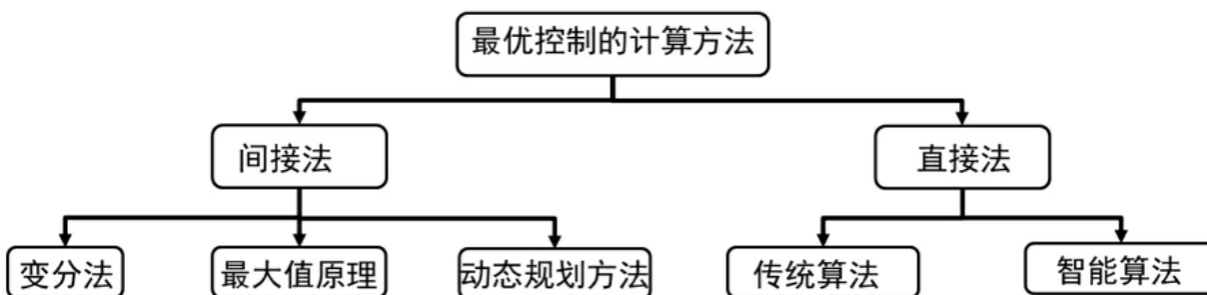 最优控制的计算方法
间接法
直接法
变分法
最大值原理
动态规划方法
传统算法
智能算法